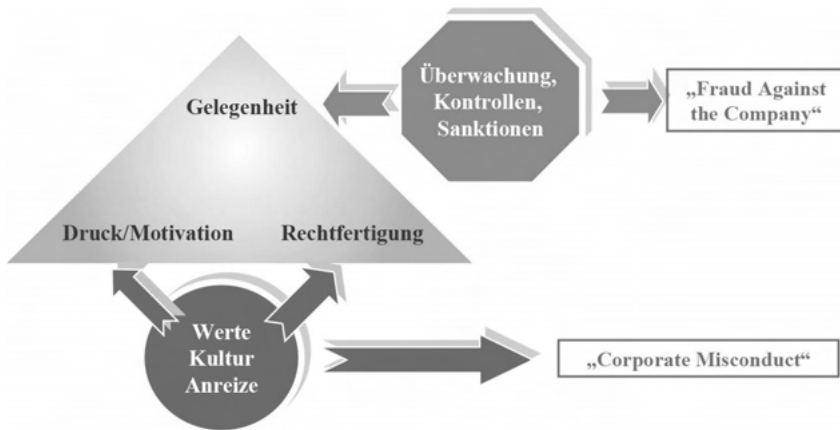 Überwachung,
Kontrollen,
Sanktionen
„Fraud Against
the Company“
Gelegenheit
Druck/Motivation
Rechtfertigung
Werte
Kultur
Anreize
„Corporate Misconduct“